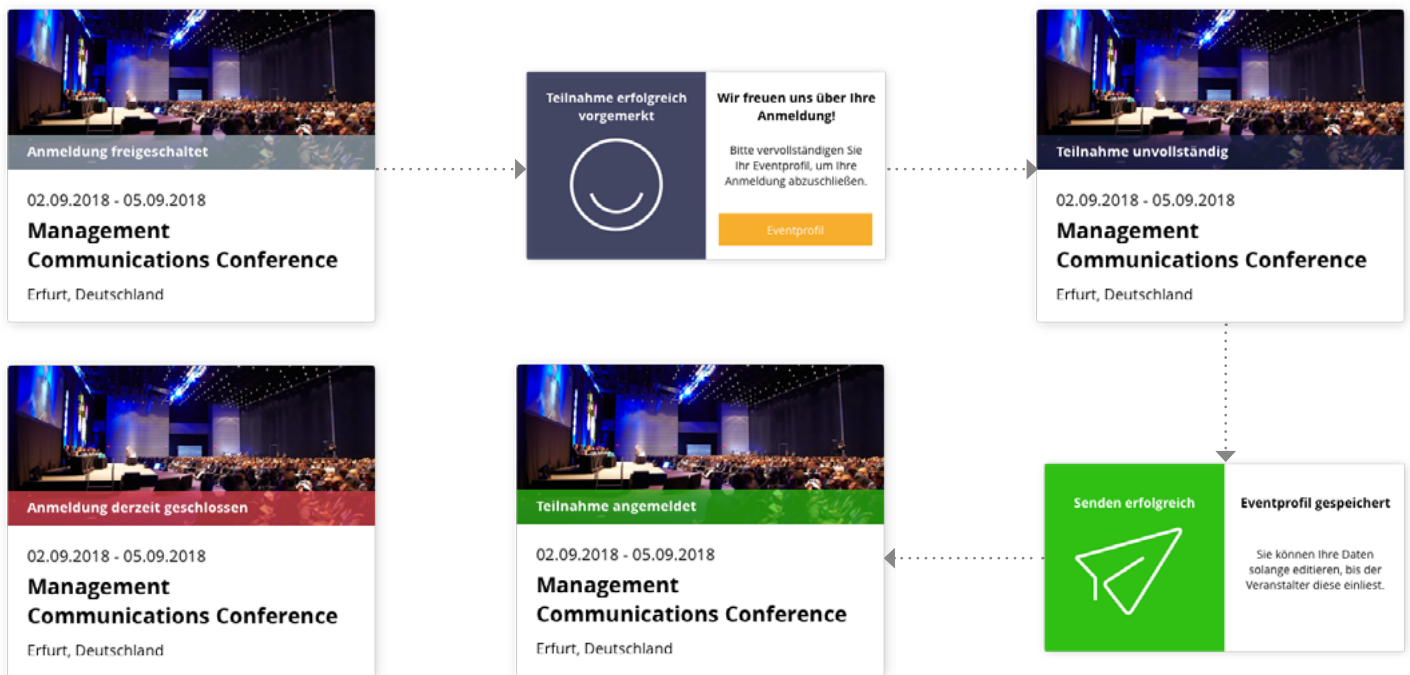 Anmeldung freigeschaltet
02.09.2018 - 05.09.2018
Management
Communications Conference
Erfurt, Deutschland
Teilnahme erfolgreich
vorgemerkt
Wir freuen uns über Ihre
Anmeldung!
Bitte vervollständigen Sie
Ihr Eventprofil, um Ihre
Anmeldung abzuschließen.
Eventprofil
Teilnahme unvollständig
02.09.2018 - 05.09.2018
Management
Communications Conference
Erfurt, Deutschland
Anmeldung derzeit geschlossen
02.09.2018 - 05.09.2018
Management
Communications Conference
Erfurt, Deutschland
Teilnahme angemeldet
02.09.2018 - 05.09.2018
Management
Communications Conference
Erfurt, Deutschland
Senden erfolgreich
Eventprofil gespeichert
Sie können Ihre Daten
solange editieren, bis der
Veranstalter diese einliest.